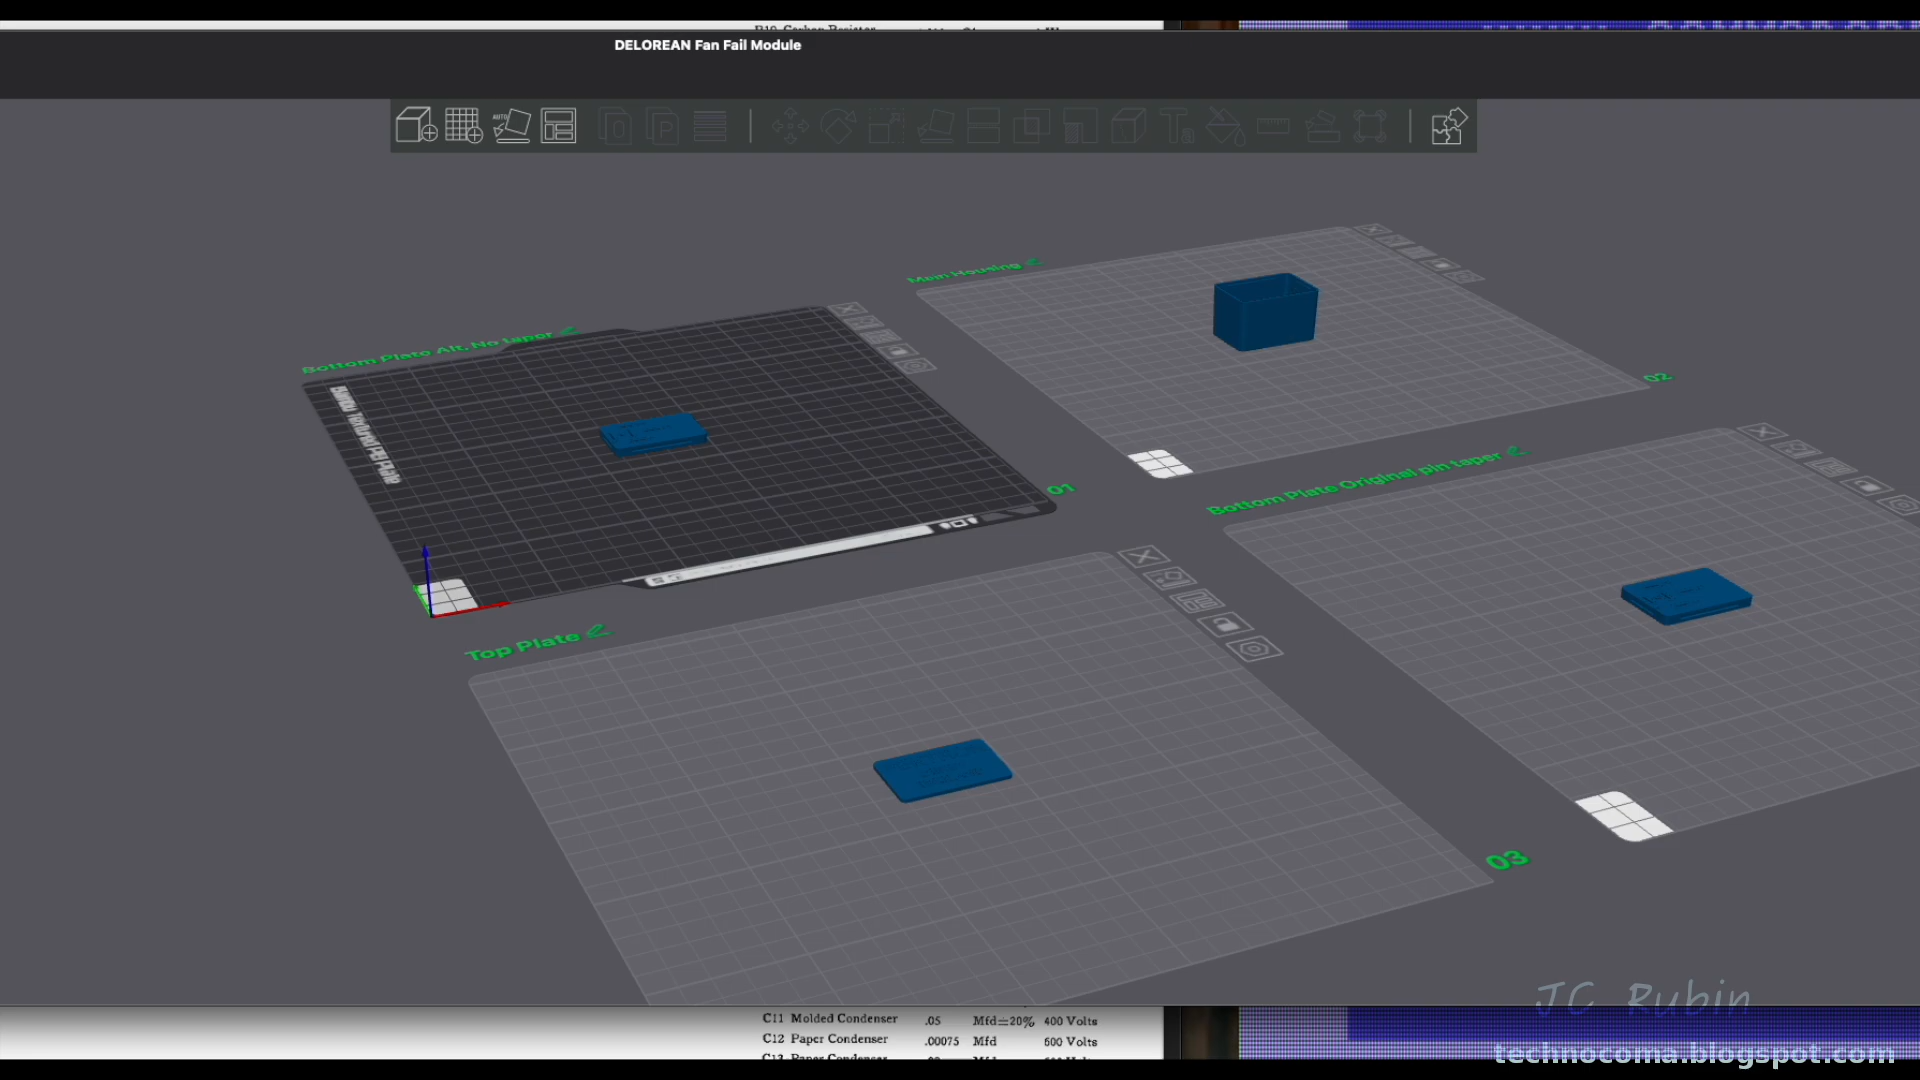 DELOREAN Fan Fail Module
AUTO
Main Housing
Bottom Plate Alt, No taper
02
01
Bottom Plate Original pin taper
Top Plate
03
JC Rubin
C11 Molded Condenser .05 Mfd±20% 400 Volts
C12 Paper Condenser .00075 Mfd 600 Volts
technocoma.blogspot.com